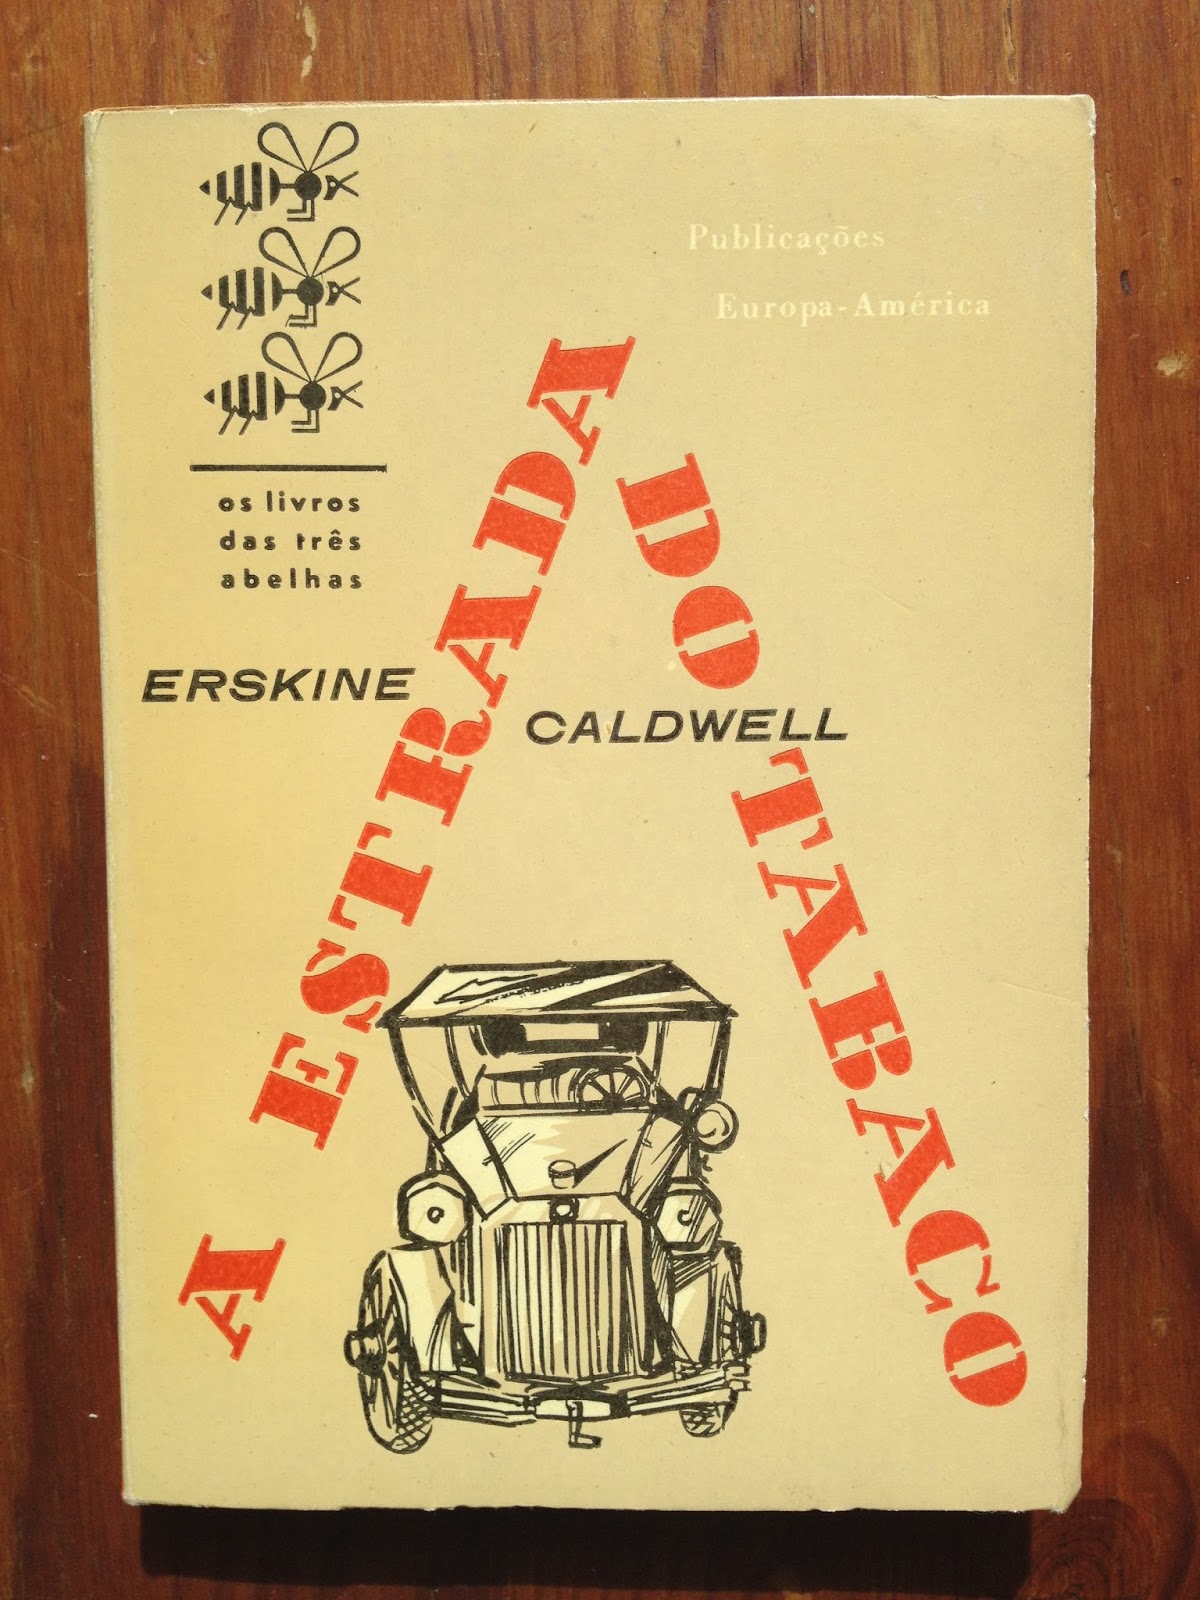 Publicações
Europa-América
os livros
das três
abelhas
ERSKINE
CALDWELL
A ESTRADA
DO TABACO